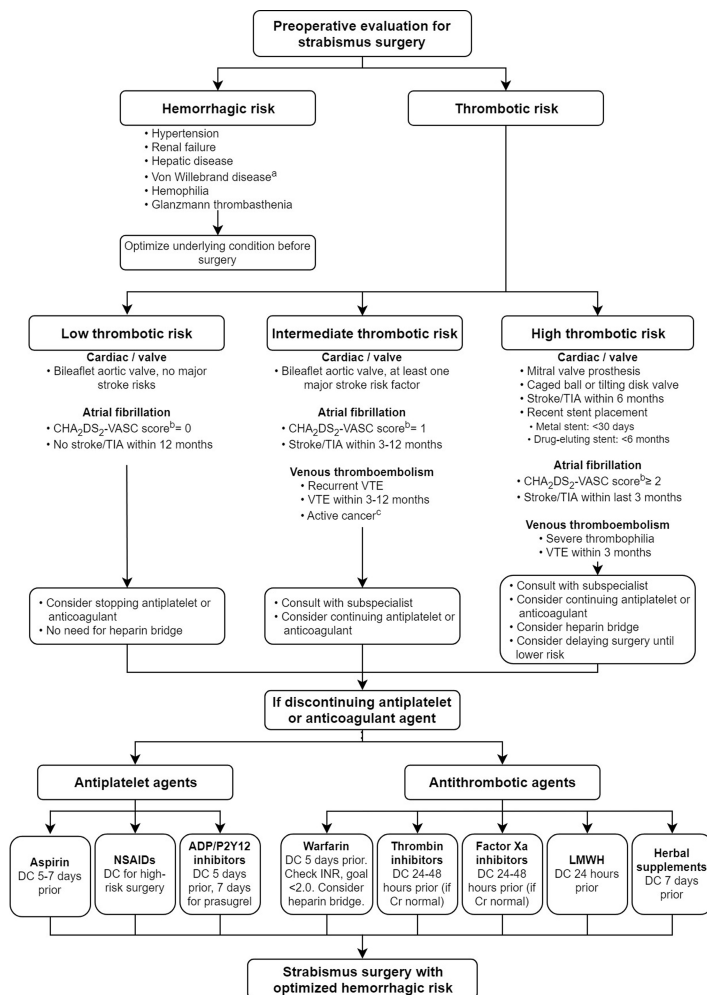 Preoperative evaluation for
strabismus surgery
Hemorrhagic risk
Thrombotic risk
• Hypertension
• Renal failure
• Hepatic disease
• Von Willebrand diseaseᵃ
• Hemophilia
• Glanzmann thrombasthenia
Optimize underlying condition before
surgery
Low thrombotic risk
Cardiac / valve
• Bileaflet aortic valve, no major
stroke risks
Atrial fibrillation
• CHA₂DS₂-VASC scoreᵇ= 0
• No stroke/TIA within 12 months
Intermediate thrombotic risk
Cardiac / valve
• Bileaflet aortic valve, at least one
major stroke risk factor
Atrial fibrillation
• CHA₂DS₂-VASC scoreᵇ= 1
• Stroke/TIA within 3-12 months
Venous thromboembolism
• Recurrent VTE
• VTE within 3-12 months
• Active cancerᶜ
High thrombotic risk
Cardiac / valve
• Mitral valve prosthesis
• Caged ball or tilting disk valve
• Stroke/TIA within 6 months
• Recent stent placement
• Metal stent: <30 days
• Drug-eluting stent: <6 months
Atrial fibrillation
• CHA₂DS₂-VASC scoreᵇ≥ 2
• Stroke/TIA within last 3 months
Venous thromboembolism
• Severe thrombophilia
• VTE within 3 months
• Consider stopping antiplatelet or
anticoagulant
• No need for heparin bridge
• Consult with subspecialist
• Consider continuing antiplatelet or
anticoagulant
• Consult with subspecialist
• Consider continuing antiplatelet or
anticoagulant
• Consider heparin bridge
• Consider delaying surgery until
lower risk
If discontinuing antiplatelet
or anticoagulant agent
Antiplatelet agents
Antithrombotic agents
Aspirin
DC 5-7 days
prior
NSAIDs
DC for high-
risk surgery
ADP/P2Y12
inhibitors
DC 5 days
prior, 7 days
for prasugrel
Warfarin
DC 5 days prior.
Check INR, goal
<2.0. Consider
heparin bridge.
Thrombin
inhibitors
DC 24-48
hours prior (if
Cr normal)
Factor Xa
inhibitors
DC 24-48
hours prior (if
Cr normal)
LMWH
DC 24 hours
prior
Herbal
supplements
DC 7 days
prior
Strabismus surgery with
optimized hemorrhagic risk